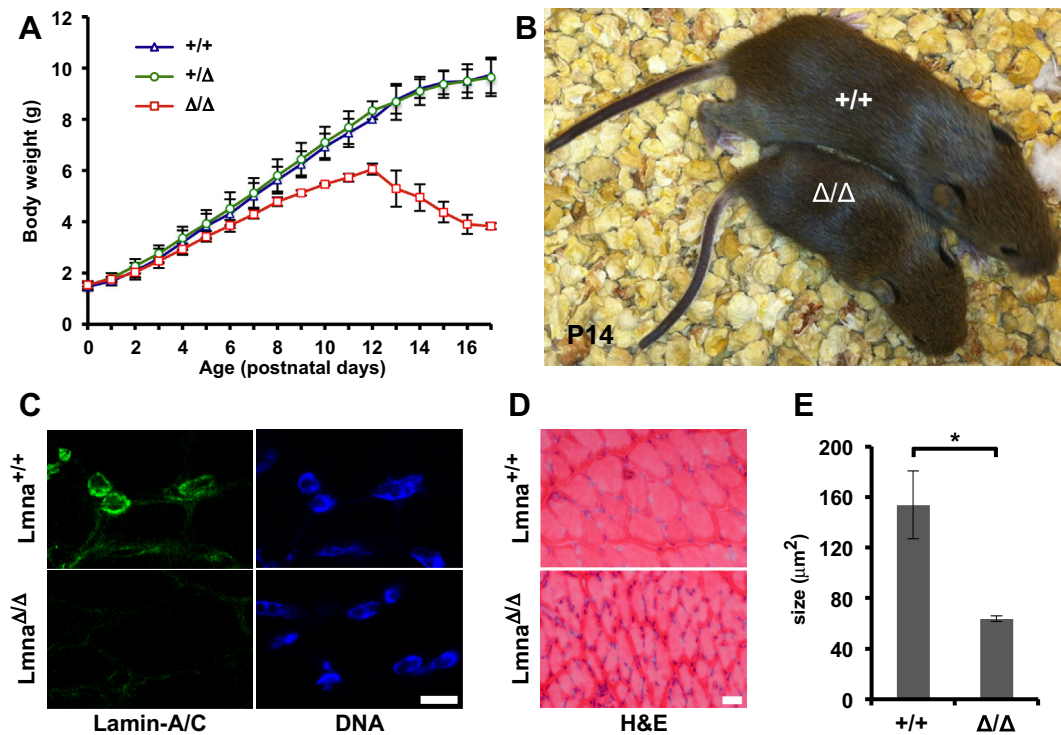 A
+/+
+/Δ
Δ/Δ
Body weight (g)
12
10
8
6
4
2
0
0 2 4 6 8 10 12 14 16
Age (postnatal days)
B
+/+
Δ/Δ
P14
C
Lmna+/+
LmnaΔ/Δ
Lamin-A/C
DNA
D
Lmna+/+
LmnaΔ/Δ
H&E
E
*
size (μm²)
200
160
120
80
40
0
+/+ Δ/Δ